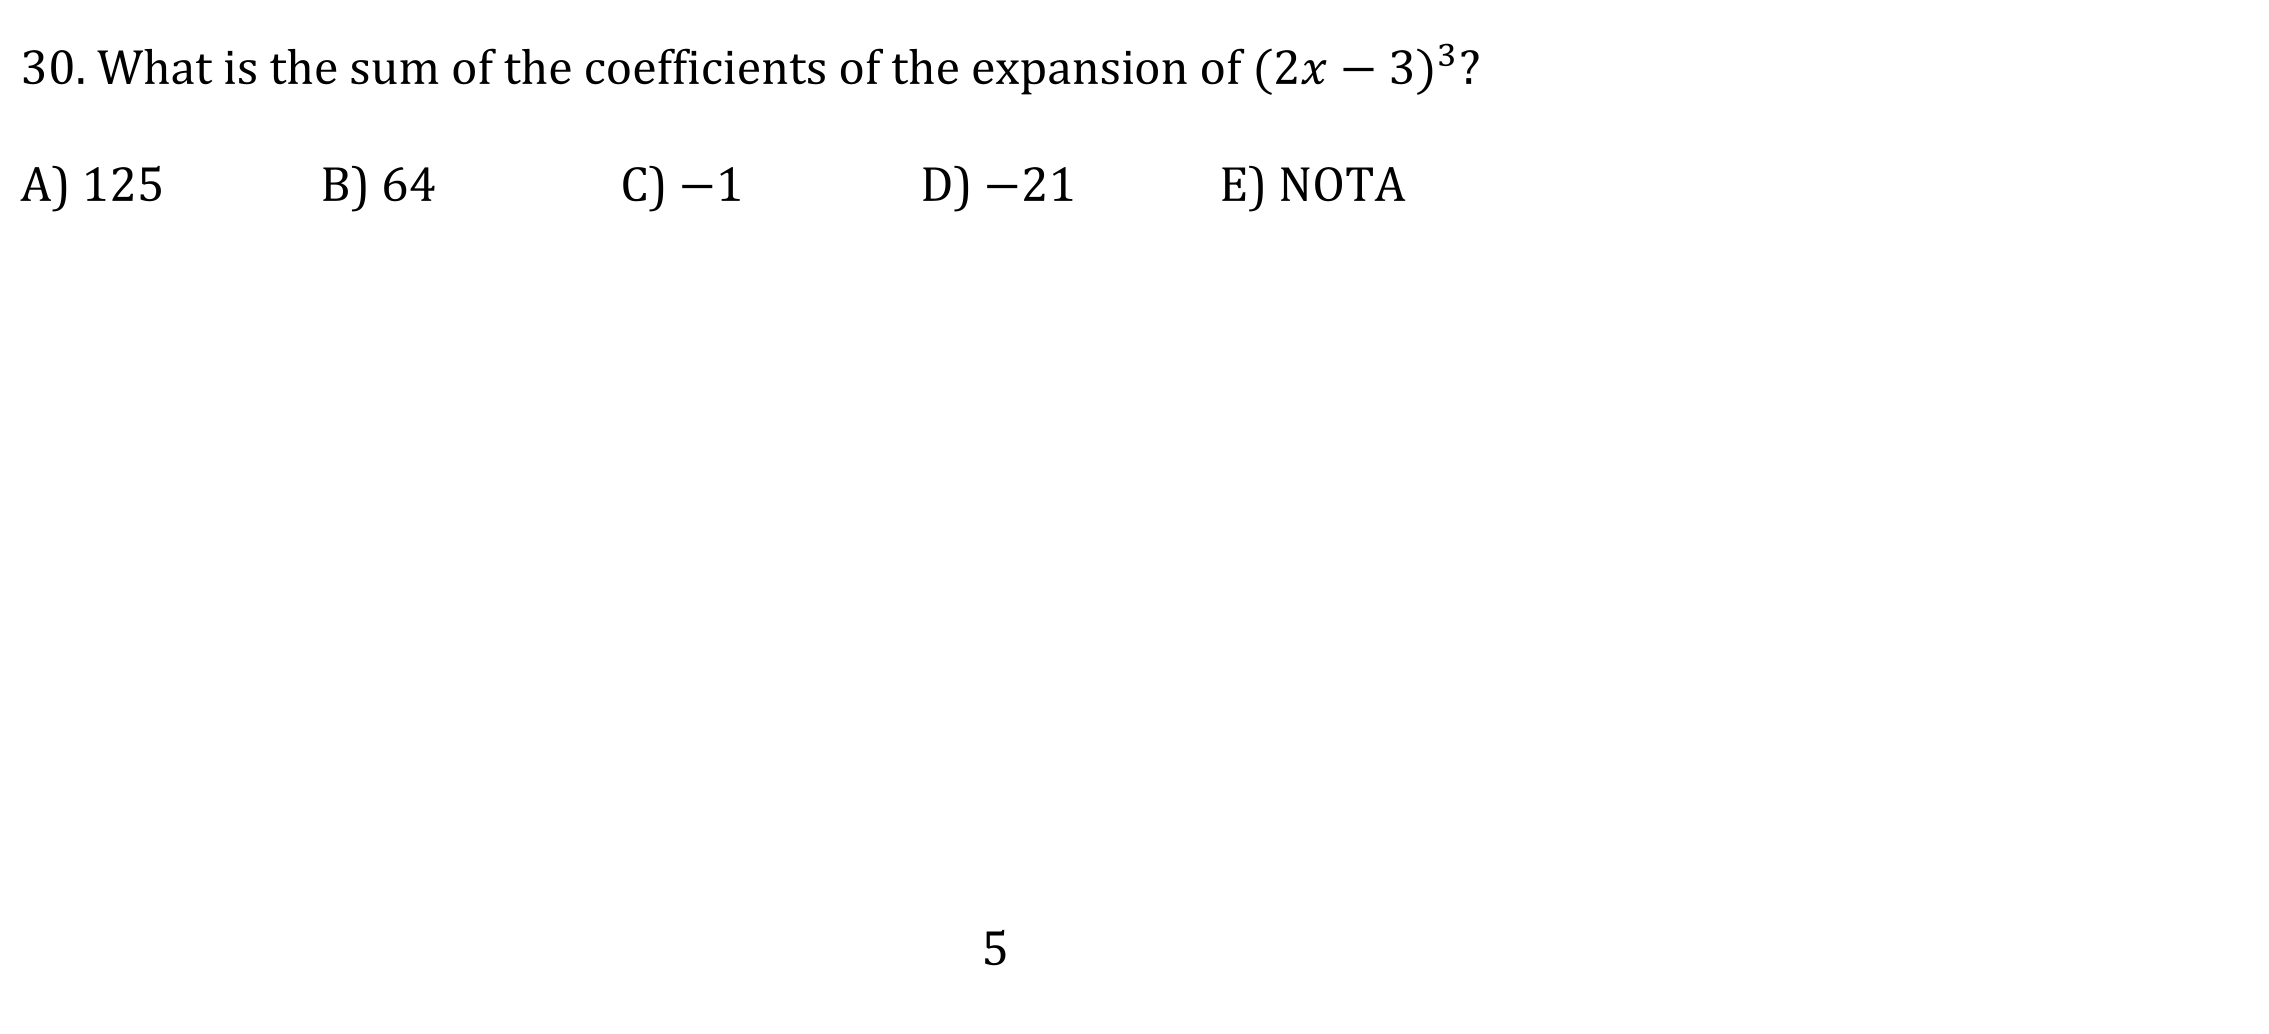 30. What is the sum of the coefficients of the expansion of (2𝑥 − 3)³?
A) 125 B) 64 C) −1 D) −21 E) NOTA
5